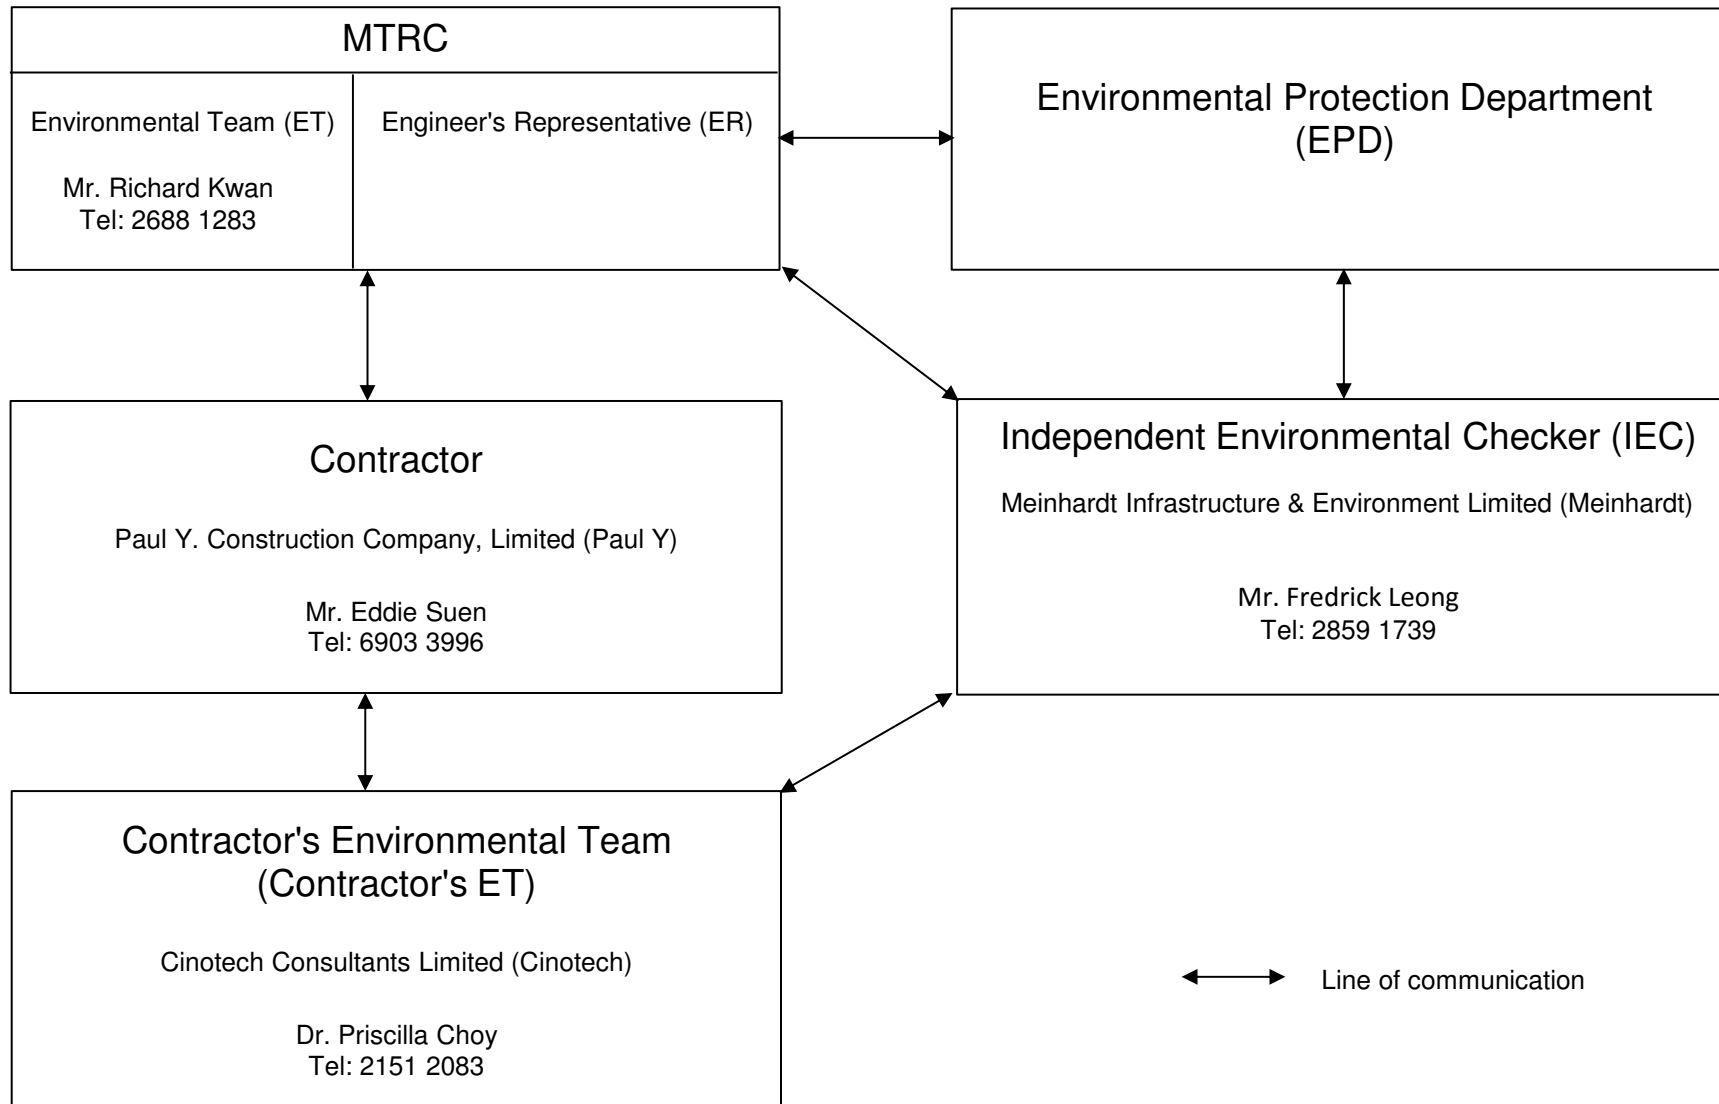 MTRC
Environmental Team (ET)
Mr. Richard Kwan
Tel: 2688 1283
Engineer's Representative (ER)
Environmental Protection Department
(EPD)
Contractor
Paul Y. Construction Company, Limited (Paul Y)
Mr. Eddie Suen
Tel: 6903 3996
Independent Environmental Checker (IEC)
Meinhardt Infrastructure & Environment Limited (Meinhardt)
Mr. Fredrick Leong
Tel: 2859 1739
Contractor's Environmental Team
(Contractor's ET)
Cinotech Consultants Limited (Cinotech)
Dr. Priscilla Choy
Tel: 2151 2083
Line of communication